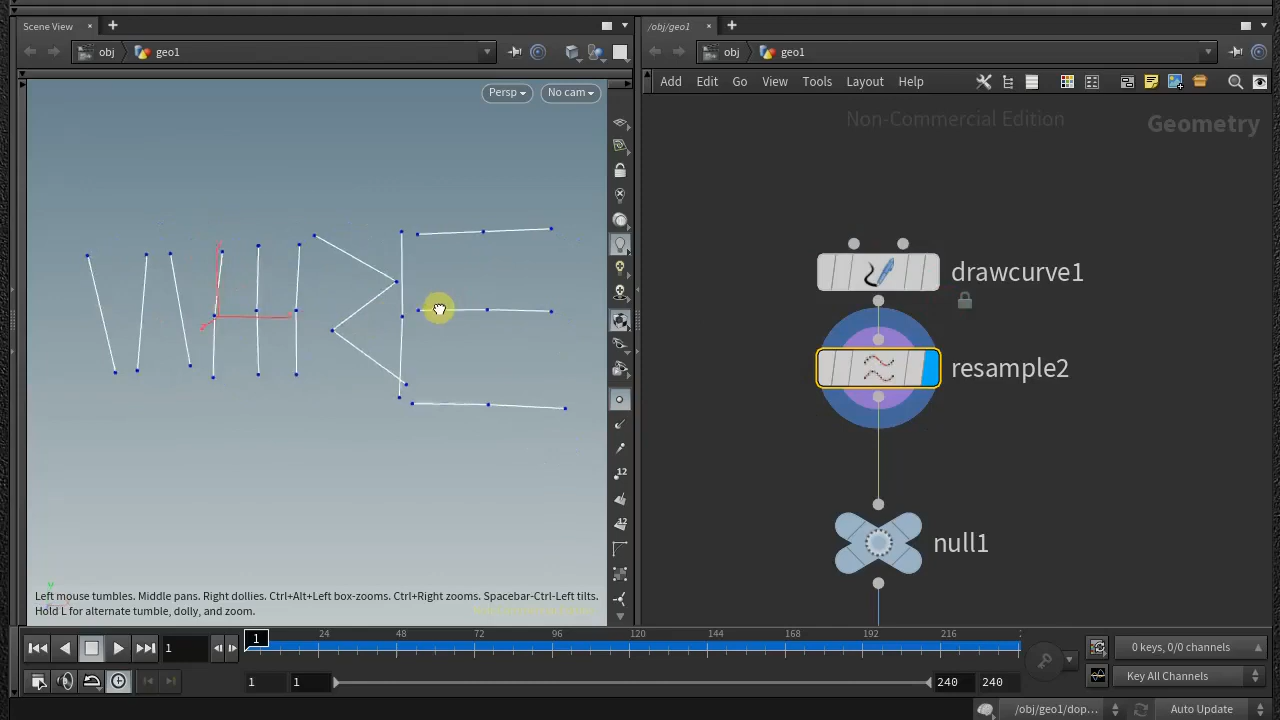 Scene View
/obj/geo1
obj
geo1
obj
geo1
Add Edit Go View Tools Layout Help
Persp
No cam
Non-Commercial Edition
Geometry
drawcurve1
resample2
null1
12
12
Left mouse tumbles. Middle pans. Right dollies. Ctrl+Alt+Left box-zooms. Ctrl+Right zooms. Spacebar-Ctrl-Left tilts.
Hold L for alternate tumble, dolly, and zoom.
1
1
24
48
72
96
120
144
168
192
216
0 keys, 0/0 channels
1
1
240
240
Key All Channels
/obj/geo1/dop...
Auto Update